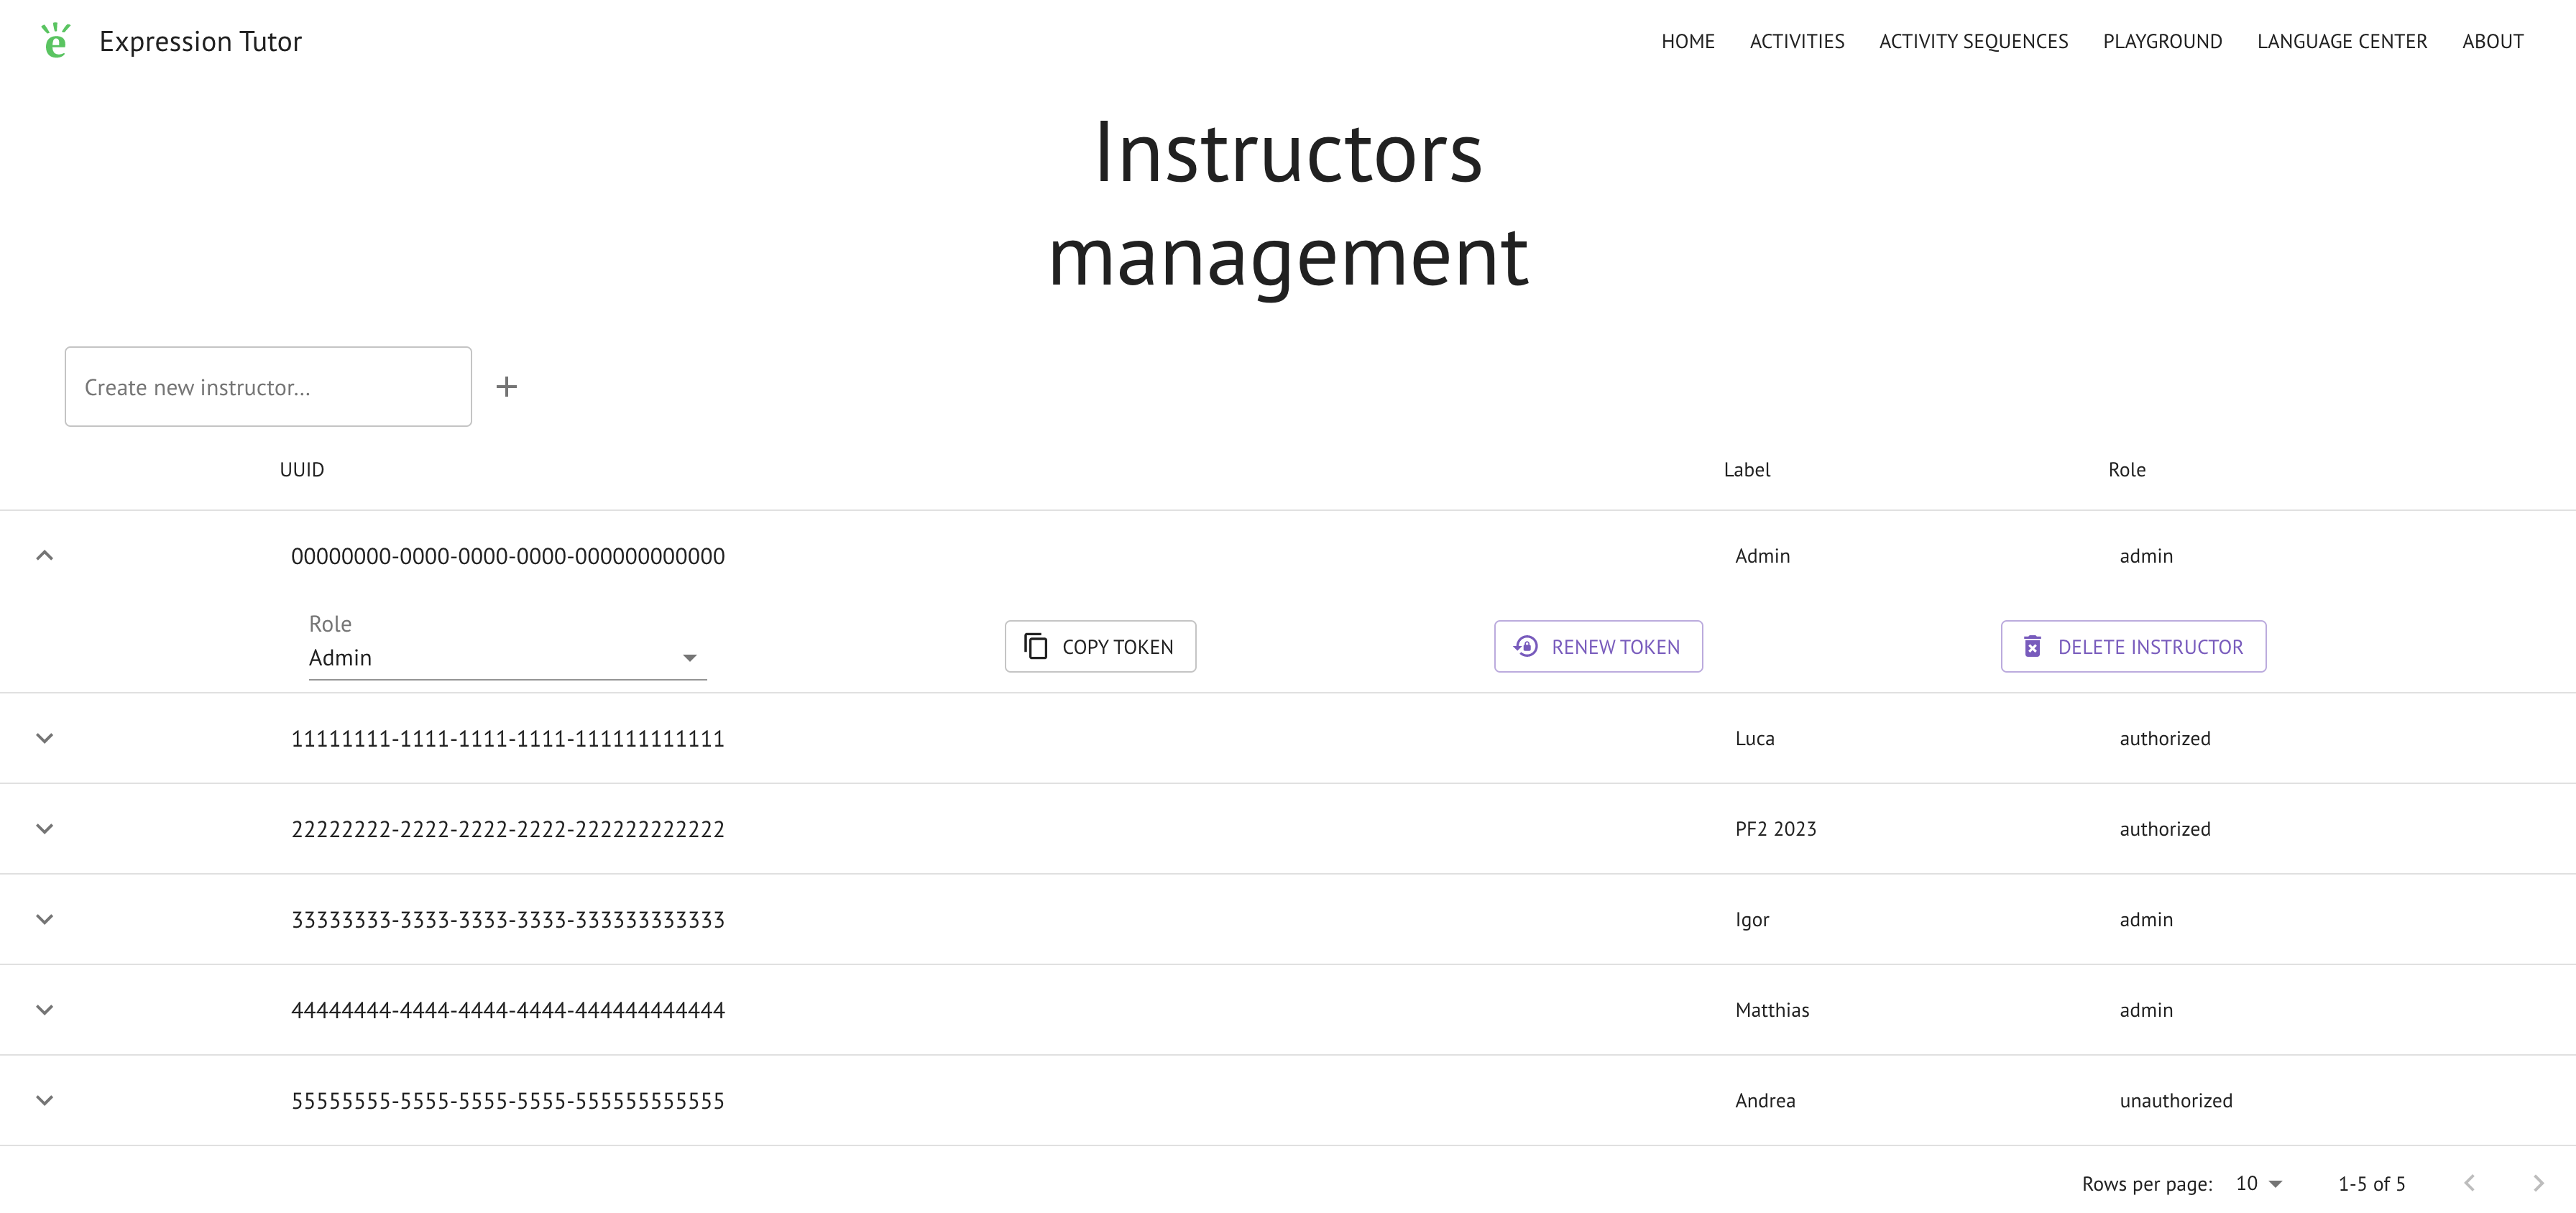 Expression Tutor
HOME ACTIVITIES ACTIVITY SEQUENCES PLAYGROUND LANGUAGE CENTER ABOUT
Instructors
management
Create new instructor...
UUID Label Role
00000000-0000-0000-0000-000000000000 Admin admin
Role
Admin COPY TOKEN RENEW TOKEN DELETE INSTRUCTOR
11111111-1111-1111-1111-111111111111 Luca authorized
22222222-2222-2222-2222-222222222222 PF2 2023 authorized
33333333-3333-3333-3333-333333333333 Igor admin
44444444-4444-4444-4444-444444444444 Matthias admin
55555555-5555-5555-5555-555555555555 Andrea unauthorized
Rows per page: 10 1-5 of 5